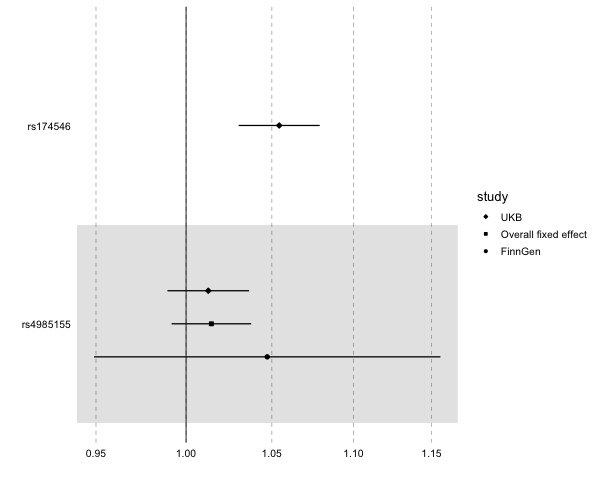 rs174546
study
UKB
Overall fixed effect
FinnGen
rs4985155
0.95 1.00 1.05 1.10 1.15